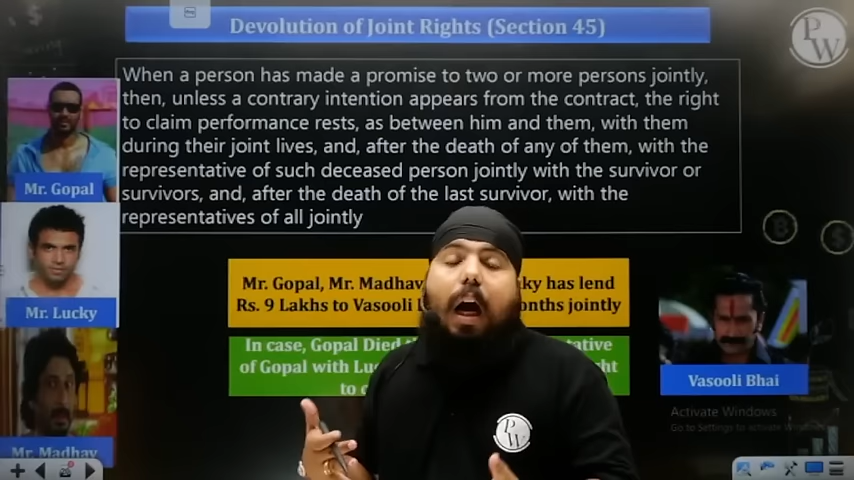 Devolution of Joint Rights (Section 45)
PW
When a person has made a promise to two or more persons jointly,
then, unless a contrary intention appears from the contract, the right
to claim performance rests, as between him and them, with them
during their joint lives, and, after the death of any of them, with the
representative of such deceased person jointly with the survivor or
survivors, and, after the death of the last survivor, with the
representatives of all jointly
Mr. Gopal
Mr. Lucky
Mr. Madhav
Mr. Gopal, Mr. Madhav ky has lend
Rs. 9 Lakhs to Vasooli onths jointly
In case, Gopal Died tative
of Gopal with Lu ht
to
Vasooli Bhai
Activate Windows
Go to Settings to activate Windows
PW